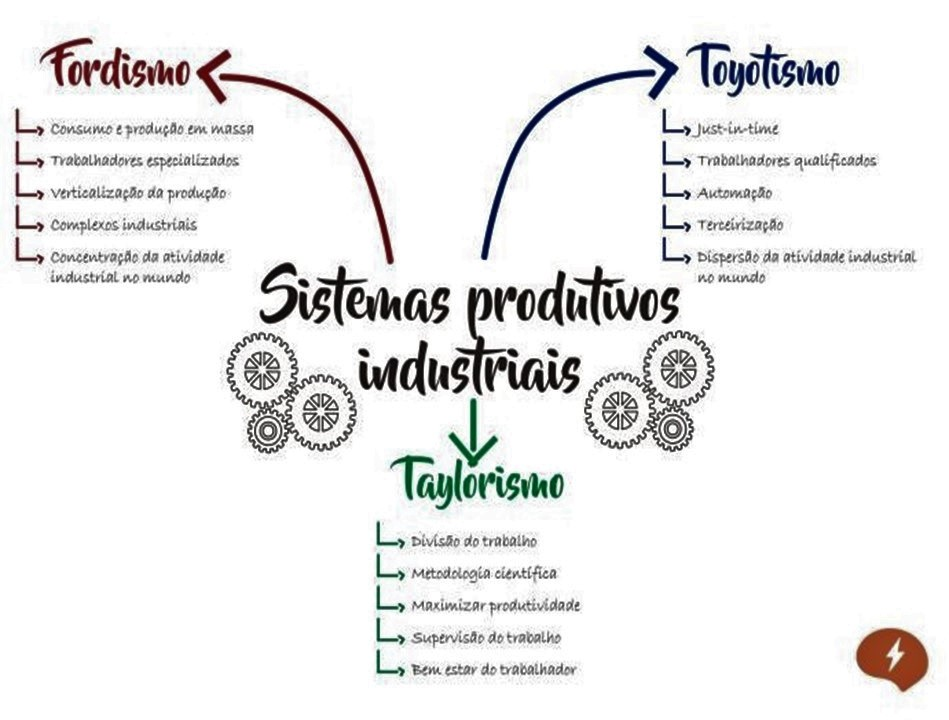 Fordismo
Consumo e produção em massa
Trabalhadores especializados
Verticalização da produção
Complexos industriais
Concentração da atividade
industrial no mundo
Toyotismo
Just-in-time
Trabalhadores qualificados
Automação
Terceirização
Dispersão da atividade industrial
no mundo
Sistemas produtivos
industriais
Taylorismo
Divisão do trabalho
Metodologia científica
Maximizar produtividade
Supervisão do trabalho
Bem estar do trabalhador